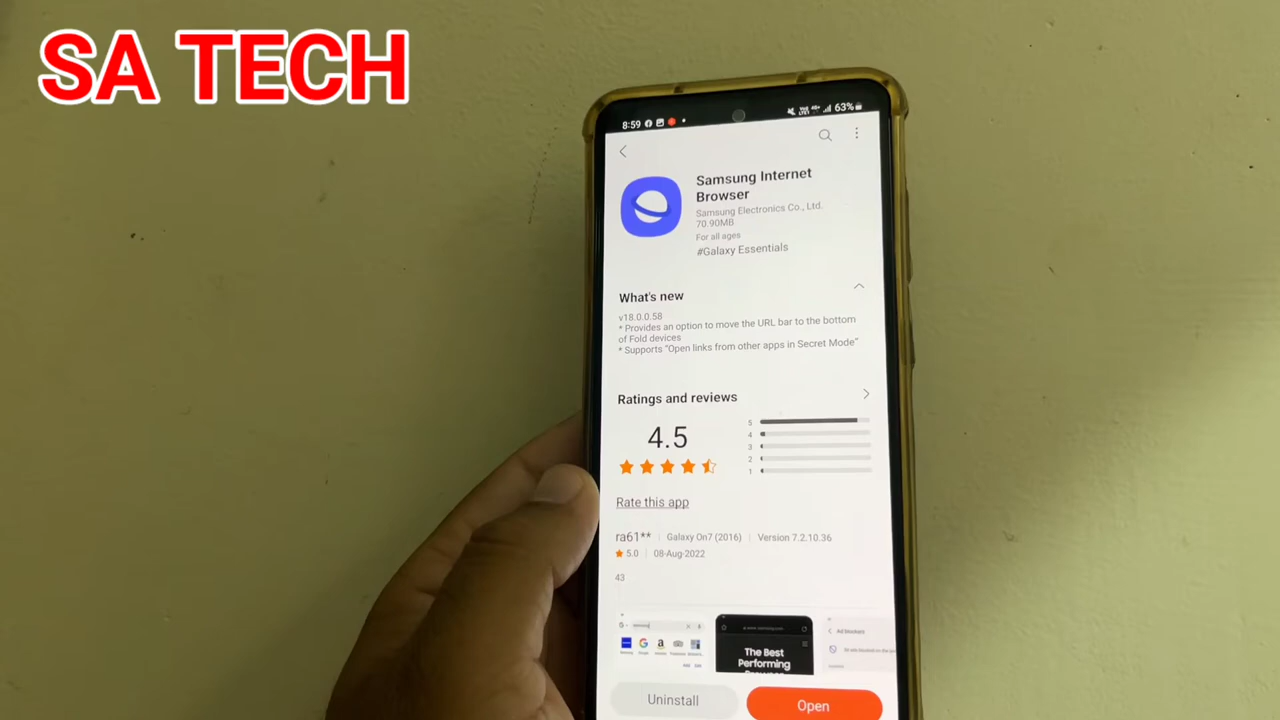 SA TECH
8:59
63%
Samsung Internet
Browser
Samsung Electronics Co., Ltd.
70.90MB
For all ages
#Galaxy Essentials
What's new
v18.0.0.58
* Provides an option to move the URL bar to the bottom
of Fold devices
* Supports "Open links from other apps in Secret Mode"
Ratings and reviews
4.5
5
4
3
2
1
Rate this app
ra61** Galaxy On7 (2016) Version 7.2.10.36
5.0 08-Aug-2022
43
The Best
Performing
Ad blockers
Uninstall
Open